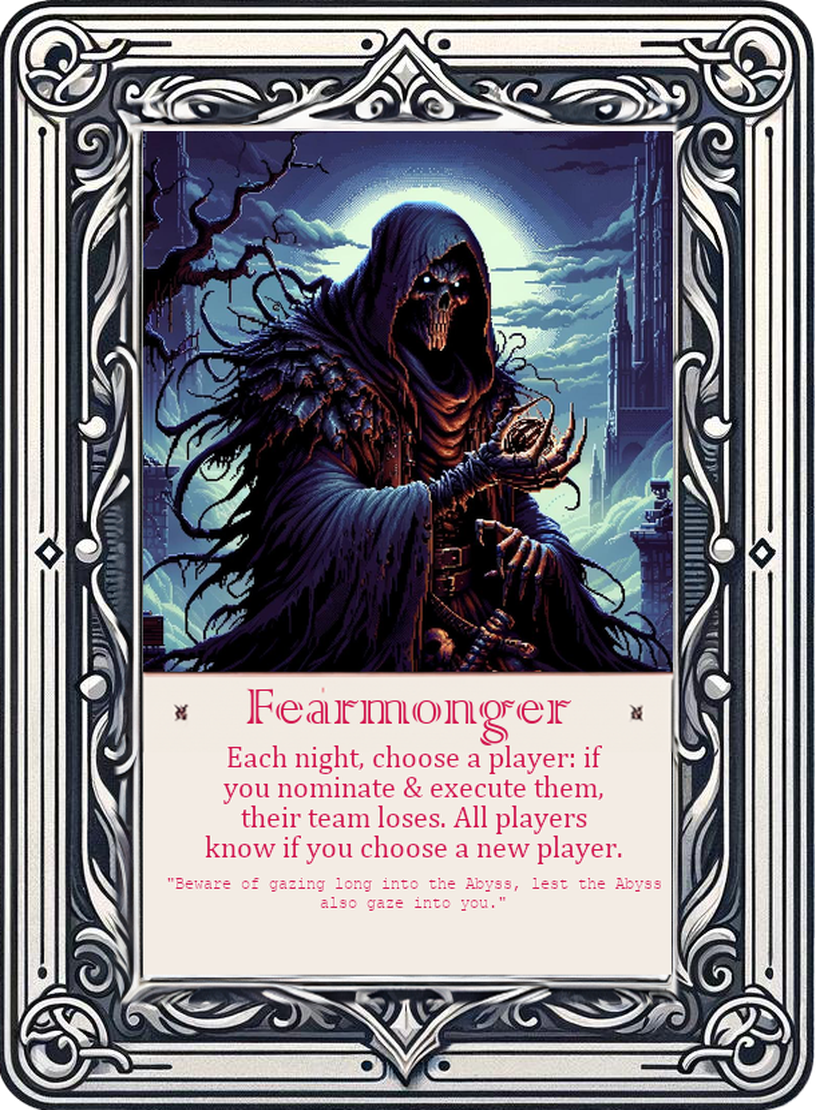 Fearmonger
Each night, choose a player: if
you nominate & execute them,
their team loses. All players
know if you choose a new player.
"Beware of gazing long into the Abyss, lest the Abyss
also gaze into you."